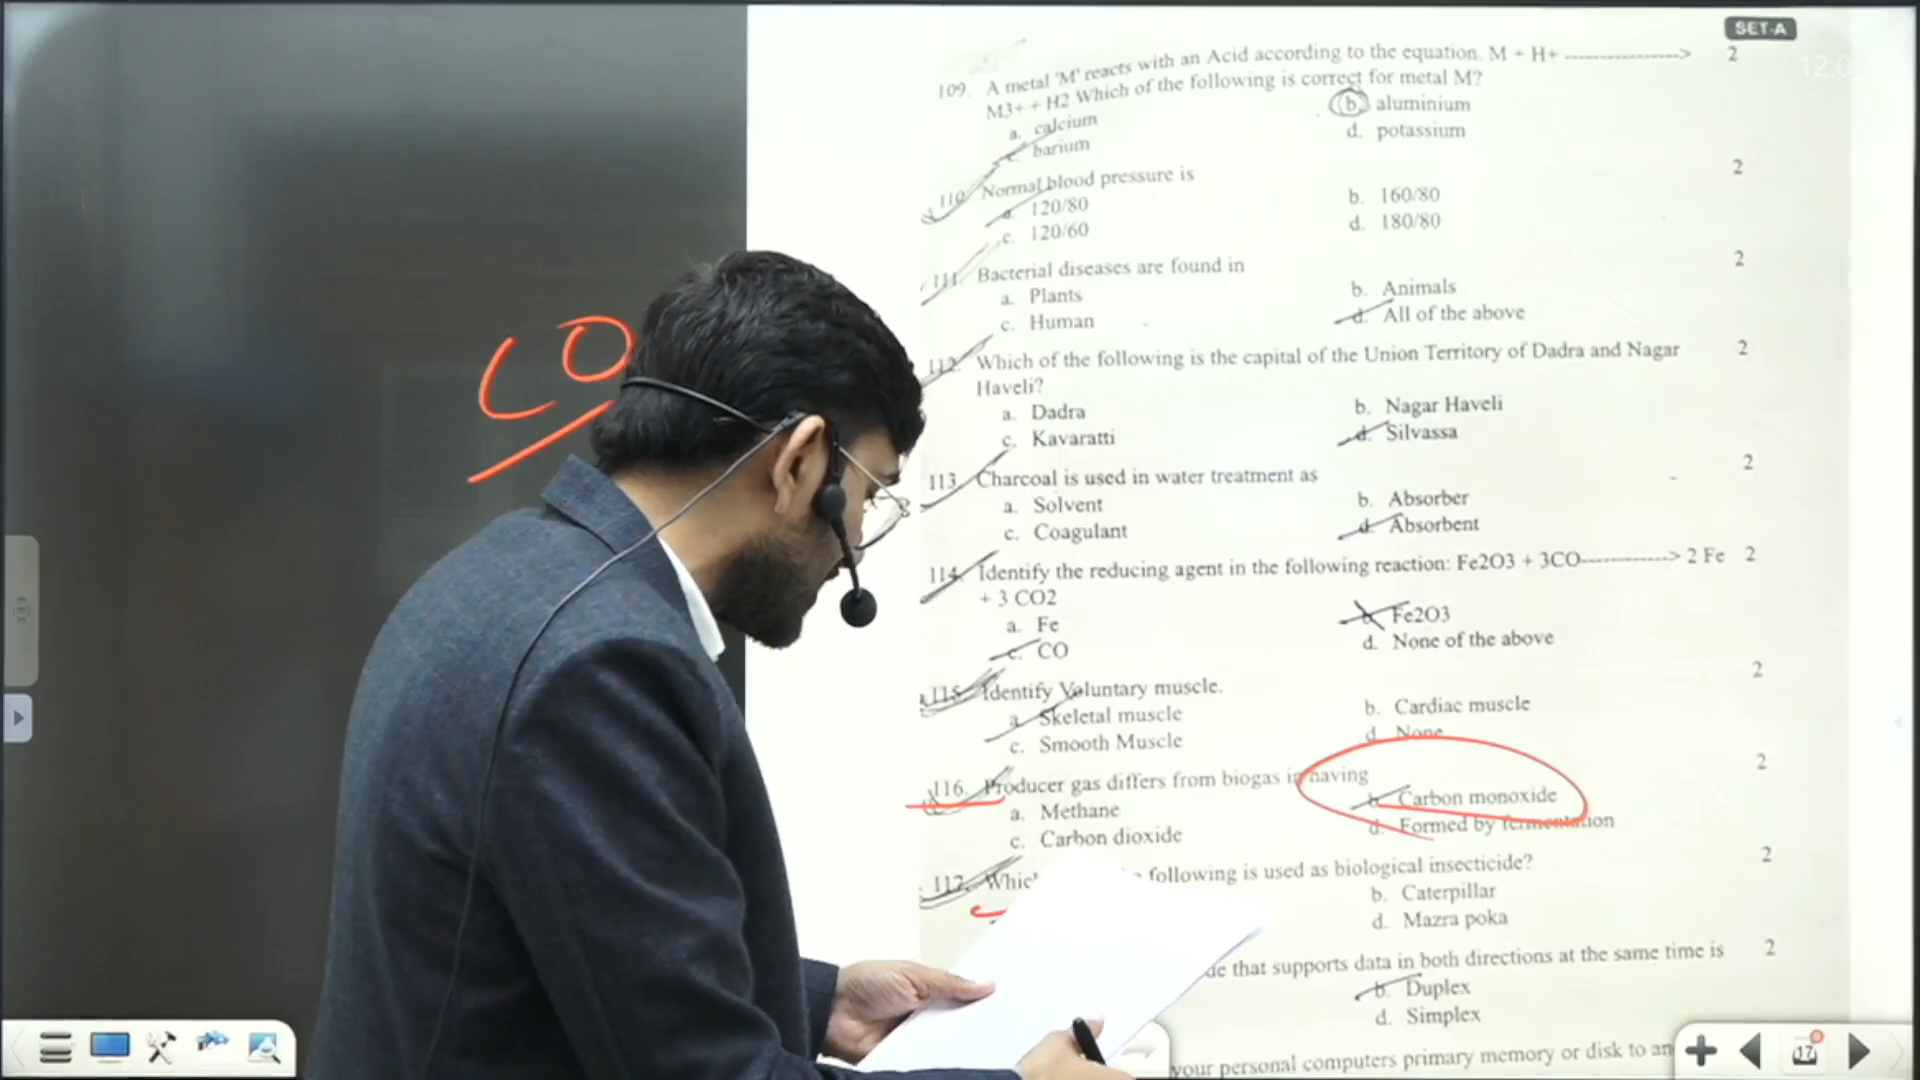 SET-A
12:0
109. A metal 'M' reacts with an Acid according to the equation. M + H+ ---------------> 2
M3+ + H2 Which of the following is correct for metal M?
a. calcium b. aluminium
c. barium d. potassium
110. Normal blood pressure is 2
a. 120/80 b. 160/80
c. 120/60 d. 180/80
111. Bacterial diseases are found in 2
a. Plants b. Animals
c. Human d. All of the above
112. Which of the following is the capital of the Union Territory of Dadra and Nagar 2
Haveli?
a. Dadra b. Nagar Haveli
c. Kavaratti d. Silvassa
113. Charcoal is used in water treatment as 2
a. Solvent b. Absorber
c. Coagulant d. Absorbent
114. Identify the reducing agent in the following reaction: Fe2O3 + 3CO------------> 2 Fe 2
+ 3 CO2
a. Fe b. Fe2O3
c. CO d. None of the above
115. Identify Voluntary muscle. 2
a. Skeletal muscle b. Cardiac muscle
c. Smooth Muscle d. None
116. Producer gas differs from biogas in having 2
a. Methane b. Carbon monoxide
c. Carbon dioxide d. Formed by fermentation
117. Which following is used as biological insecticide? 2
b. Caterpillar
d. Mazra poka
that supports data in both directions at the same time is 2
b. Duplex
d. Simplex
your personal computers primary memory or disk to an
CO
17